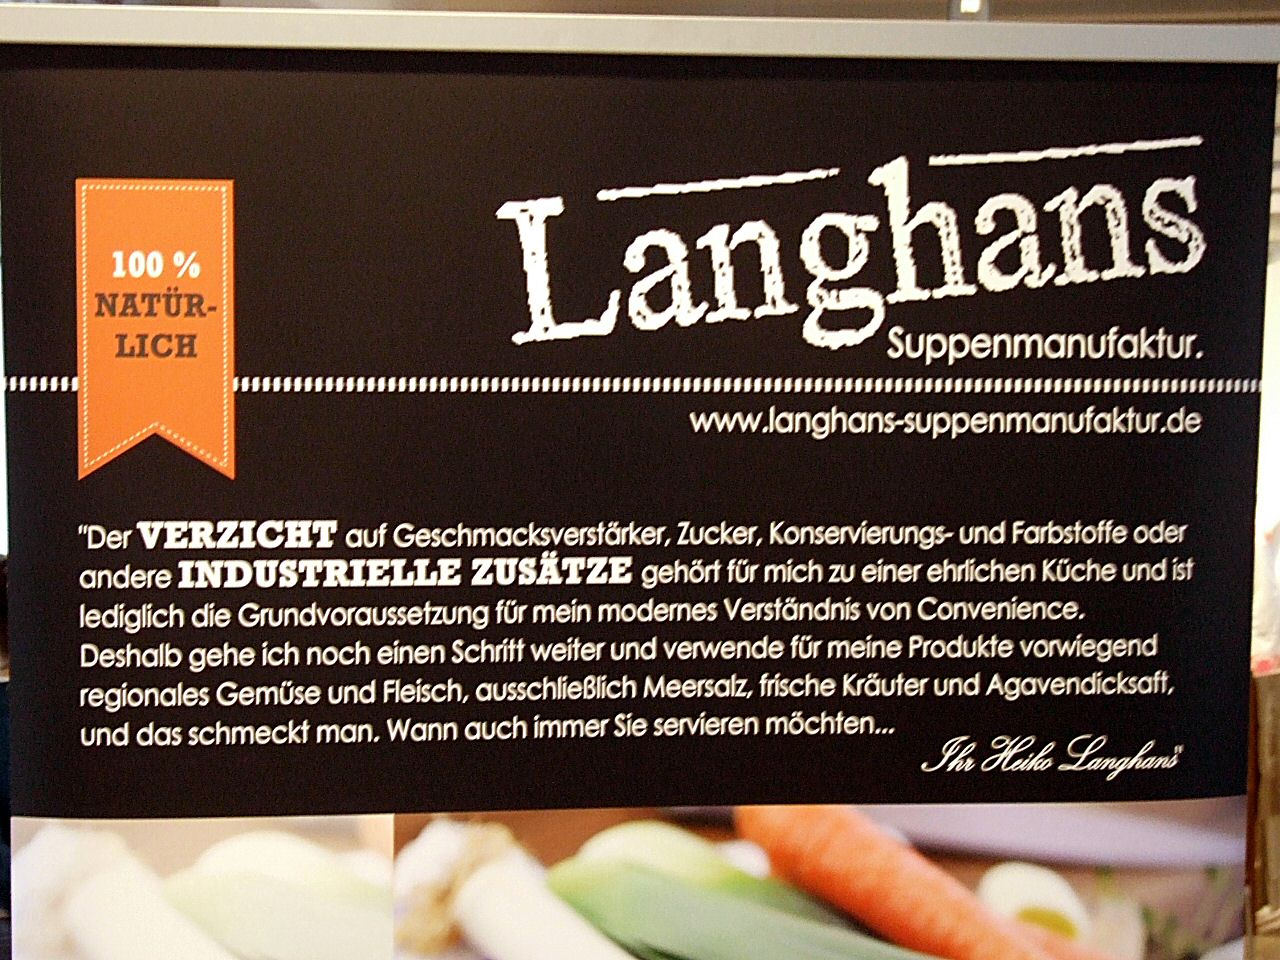 Langhans
Suppenmanufaktur.
100 %
NATÜR-
LICH
www.langhans-suppenmanufaktur.de
"Der VERZICHT auf Geschmacksverstärker, Zucker, Konservierungs- und Farbstoffe oder
andere INDUSTRIELLE ZUSÄTZE gehört für mich zu einer ehrlichen Küche und ist
lediglich die Grundvoraussetzung für mein modernes Verständnis von Convenience.
Deshalb gehe ich noch einen Schritt weiter und verwende für meine Produkte vorwiegend
regionales Gemüse und Fleisch, ausschließlich Meersalz, frische Kräuter und Agavendicksaft,
und das schmeckt man. Wann auch immer Sie servieren möchten...
Ihr Heiko Langhans"